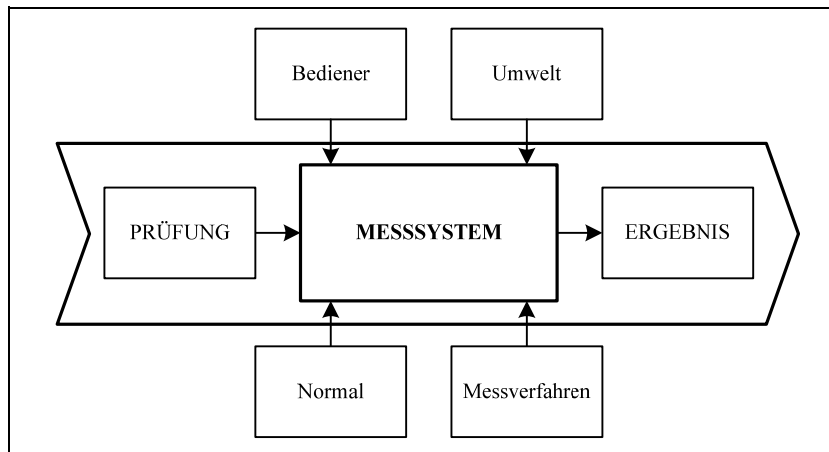 Bediener
Umwelt
PRÜFUNG
MESSSYSTEM
ERGEBNIS
Normal
Messverfahren